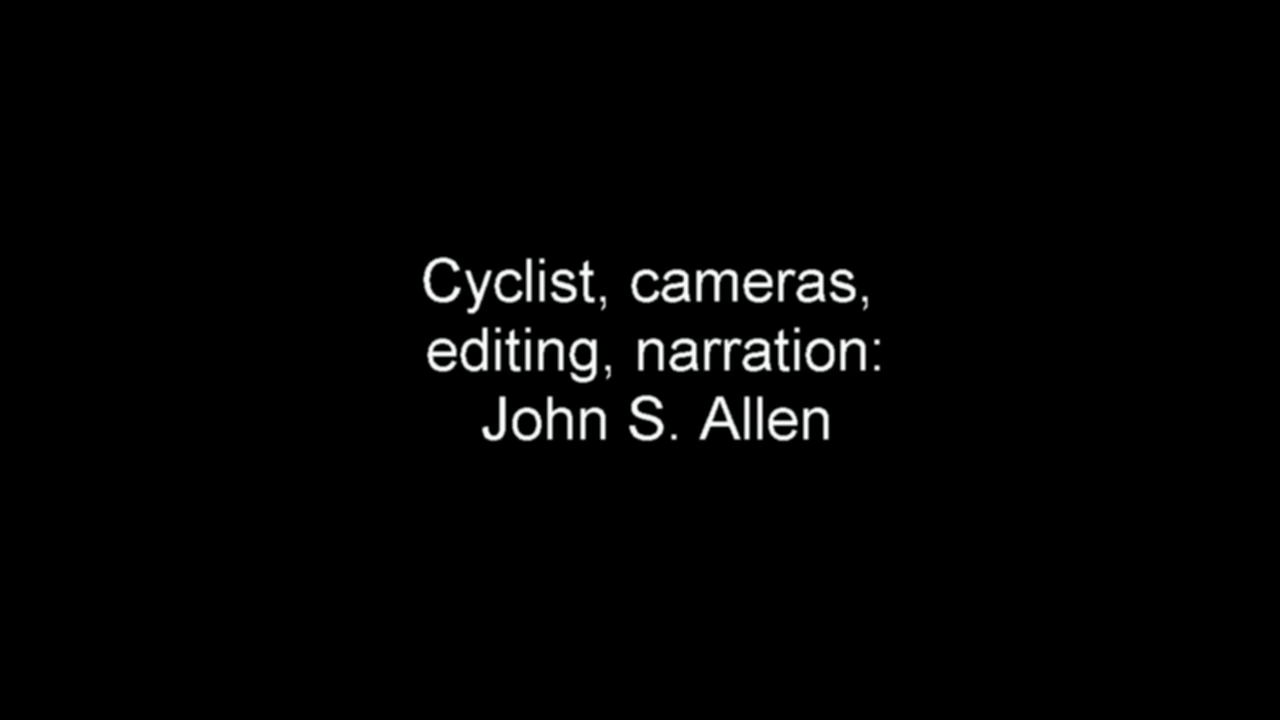 Cyclist, cameras,
editing, narration:
John S. Allen